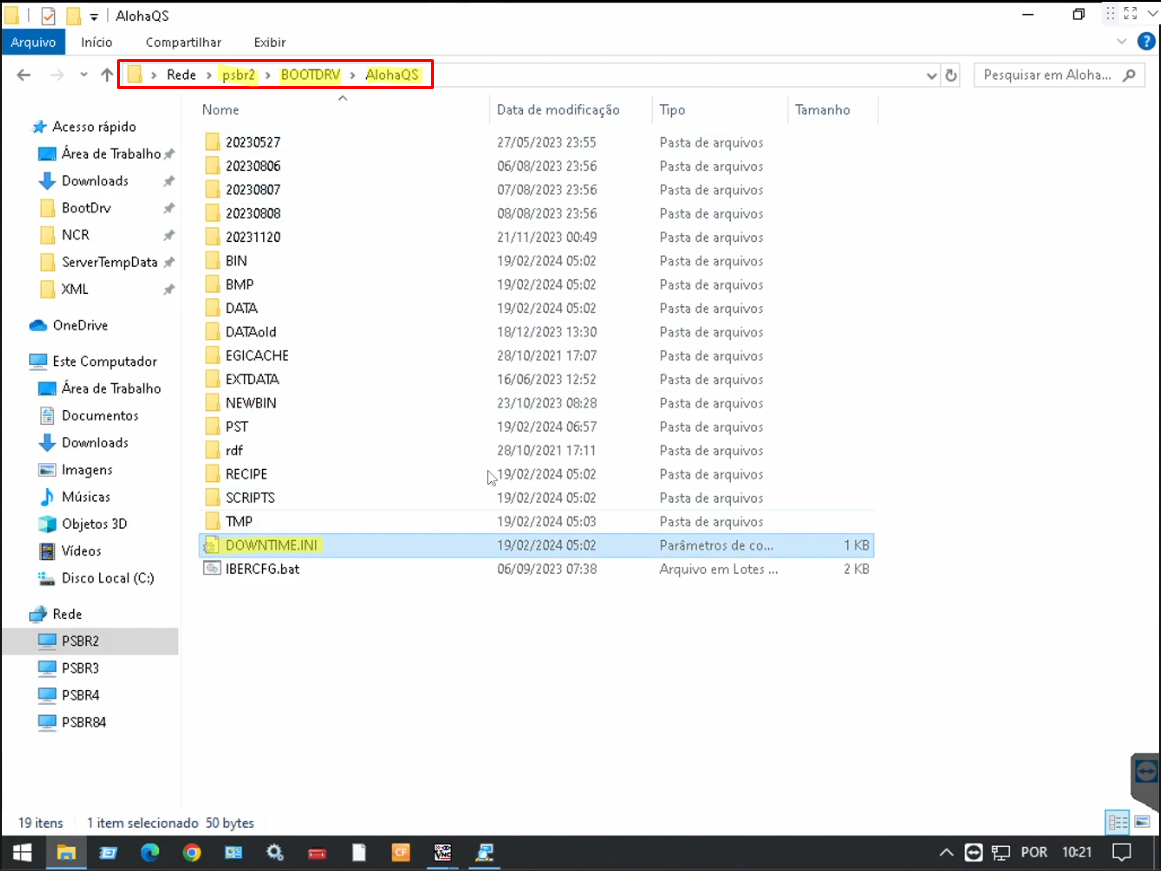 AlohaQS
Arquivo Início Compartilhar Exibir
Rede psbr2 BOOTDRV AlohaQS Pesquisar em Aloha...
Nome Data de modificação Tipo Tamanho
Acesso rápido
Área de Trabalho
Downloads
BootDrv
NCR
ServerTempData
XML
OneDrive
Este Computador
Área de Trabalho
Documentos
Downloads
Imagens
Músicas
Objetos 3D
Vídeos
Disco Local (C:)
Rede
PSBR2
PSBR3
PSBR4
PSBR84
20230527 27/05/2023 23:55 Pasta de arquivos
20230806 06/08/2023 23:56 Pasta de arquivos
20230807 07/08/2023 23:56 Pasta de arquivos
20230808 08/08/2023 23:56 Pasta de arquivos
20231120 21/11/2023 00:49 Pasta de arquivos
BIN 19/02/2024 05:02 Pasta de arquivos
BMP 19/02/2024 05:02 Pasta de arquivos
DATA 19/02/2024 05:02 Pasta de arquivos
DATAold 18/12/2023 13:30 Pasta de arquivos
EGICACHE 28/10/2021 17:07 Pasta de arquivos
EXTDATA 16/06/2023 12:52 Pasta de arquivos
NEWBIN 23/10/2023 08:28 Pasta de arquivos
PST 19/02/2024 06:57 Pasta de arquivos
rdf 28/10/2021 17:11 Pasta de arquivos
RECIPE 19/02/2024 05:02 Pasta de arquivos
SCRIPTS 19/02/2024 05:02 Pasta de arquivos
TMP 19/02/2024 05:03 Pasta de arquivos
DOWNTIME.INI 19/02/2024 05:02 Parâmetros de co... 1 KB
IBERCFG.bat 06/09/2023 07:38 Arquivo em Lotes ... 2 KB
19 itens 1 item selecionado 50 bytes
CF POR 10:21